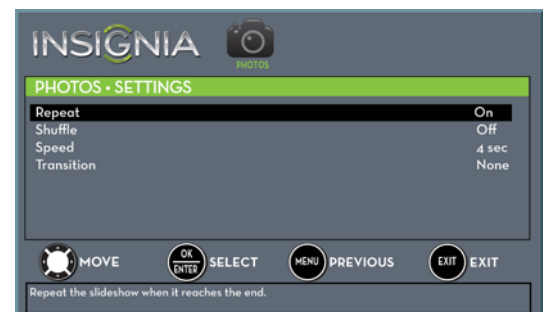 INSIGNIA
PHOTOS
PHOTOS • SETTINGS
Repeat On
Shuffle Off
Speed 4 sec
Transition None
MOVE OK ENTER SELECT MENU PREVIOUS EXIT EXIT
Repeat the slideshow when it reaches the end.